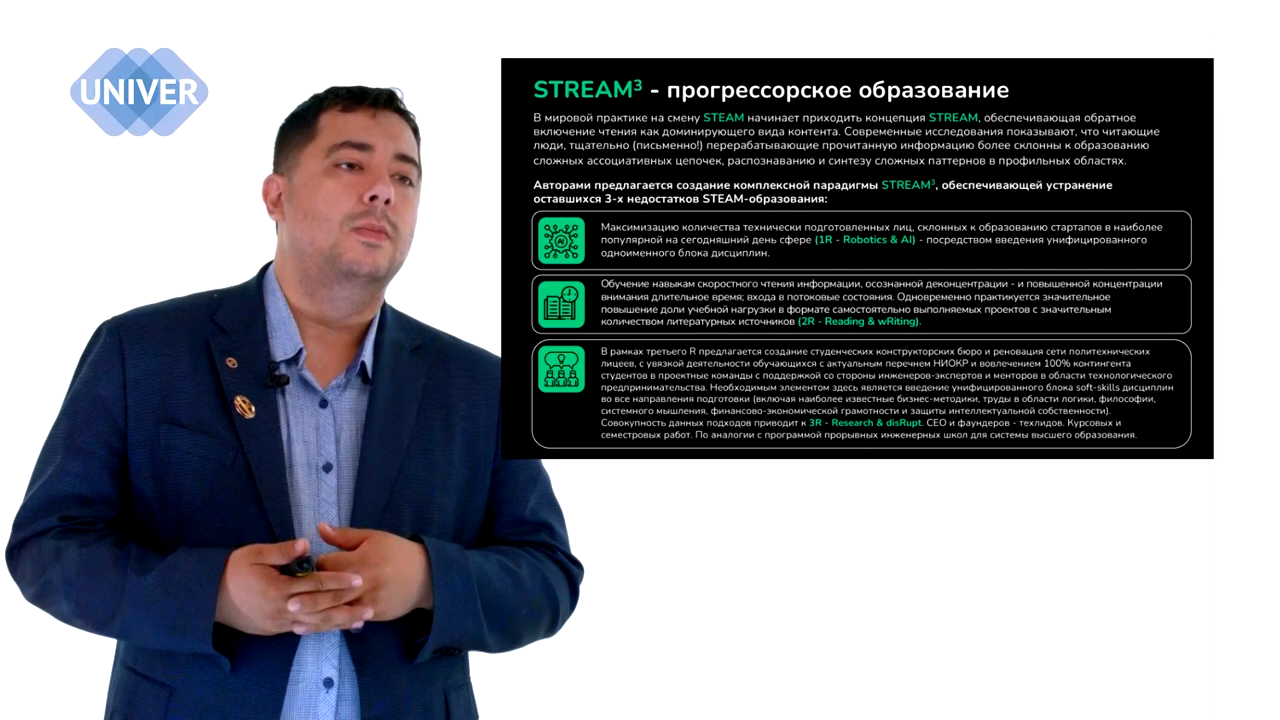 UNIVER
STREAM³ - прогрессорское образование
В мировой практике на смену STEAM начинает приходить концепция STREAM, обеспечивающая обратное
включение чтения как доминирующего вида контента. Современные исследования показывают, что читающие
люди, тщательно (письменно!) перерабатывающие прочитанную информацию более склонны к образованию
сложных ассоциативных цепочек, распознаванию и синтезу сложных паттернов в профильных областях.
Авторами предлагается создание комплексной парадигмы STREAM³, обеспечивающей устранение
оставшихся 3-х недостатков STEAM-образования:
AI
Максимизацию количества технически подготовленных лиц, склонных к образованию стартапов в наиболее
популярной на сегодняшний день сфере (1R - Robotics & AI) - посредством введения унифицированного
одноименного блока дисциплин.
Обучение навыкам скоростного чтения информации, осознанной деконцентрации - и повышенной концентрации
внимания длительное время; входа в потоковые состояния. Одновременно практикуется значительное
повышение доли учебной нагрузки в формате самостоятельно выполняемых проектов с значительным
количеством литературных источников (2R - Reading & wRiting).
В рамках третьего R предлагается создание студенческих конструкторских бюро и реновация сети политехнических
лицеев, с увязкой деятельности обучающихся с актуальным перечнем НИОКР и вовлечением 100% контингента
студентов в проектные команды с поддержкой со стороны инженеров-экспертов и менторов в области технологического
предпринимательства. Необходимым элементом здесь является введение унифицированного блока soft-skills дисциплин
во все направления подготовки (включая наиболее известные бизнес-методики, труды в области логики, философии,
системного мышления, финансово-экономической грамотности и защиты интеллектуальной собственности).
Совокупность данных подходов приводит к 3R - Research & disRupt. CEO и фаундеров - техлидов. Курсовых и
семестровых работ. По аналогии с программой прорывных инженерных школ для системы высшего образования.